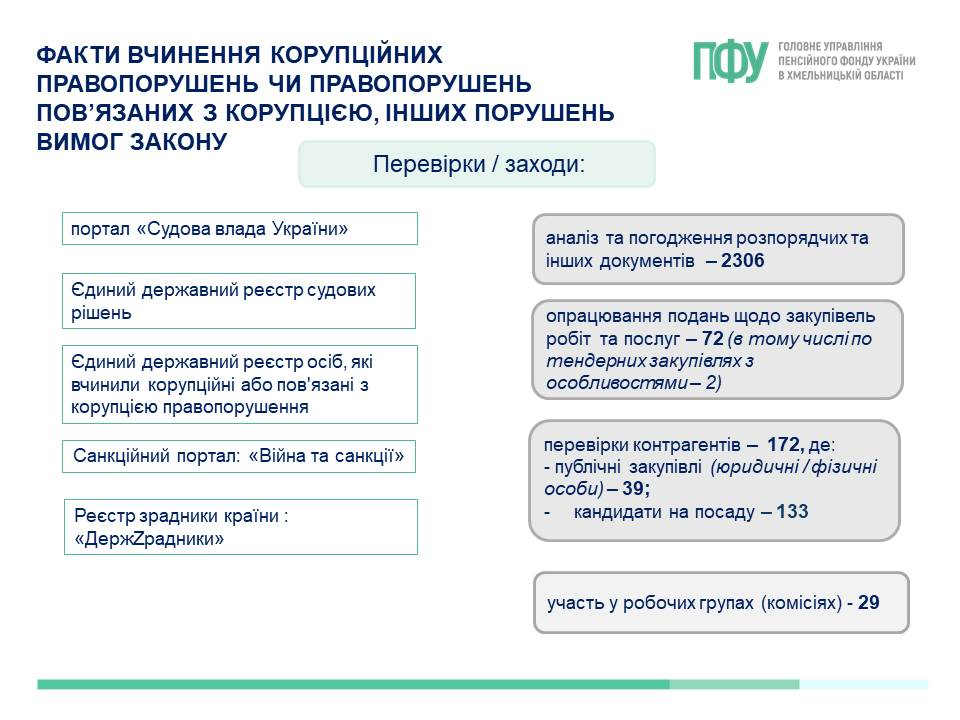 ФАКТИ ВЧИНЕННЯ КОРУПЦІЙНИХ
ПРАВОПОРУШЕНЬ ЧИ ПРАВОПОРУШЕНЬ
ПОВ’ЯЗАНИХ З КОРУПЦІЄЮ, ІНШИХ ПОРУШЕНЬ
ВИМОГ ЗАКОНУ
ПФУ
ГОЛОВНЕ УПРАВЛІННЯ
ПЕНСІЙНОГО ФОНДУ УКРАЇНИ
В ХМЕЛЬНИЦЬКІЙ ОБЛАСТІ
Перевірки / заходи:
портал «Судова влада України»
Єдиний державний реєстр судових
рішень
Єдиний державний реєстр осіб, які
вчинили корупційні або пов'язані з
корупцією правопорушення
Санкційний портал: «Війна та санкції»
Реєстр зрадники країни :
«ДержZрадники»
аналіз та погодження розпорядчих та
інших документів – 2306
опрацювання подань щодо закупівель
робіт та послуг – 72 (в тому числі по
тендерних закупівлях з
особливостями – 2)
перевірки контрагентів – 172, де:
- публічні закупівлі (юридичні / фізичні
особи) – 39;
- кандидати на посаду – 133
участь у робочих групах (комісіях) - 29